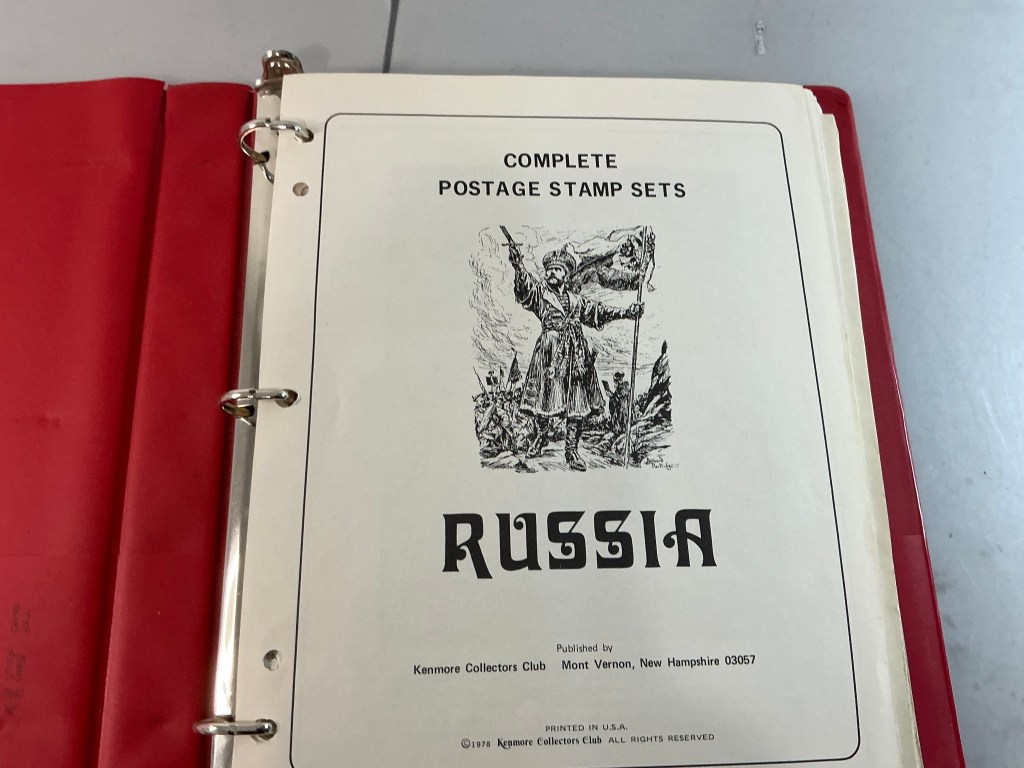 COMPLETE
POSTAGE STAMP SETS
RUSSIA
Published by
Kenmore Collectors Club Mont Vernon, New Hampshire 03057
PRINTED IN U.S.A.
©1978 Kenmore Collectors Club ALL RIGHTS RESERVED